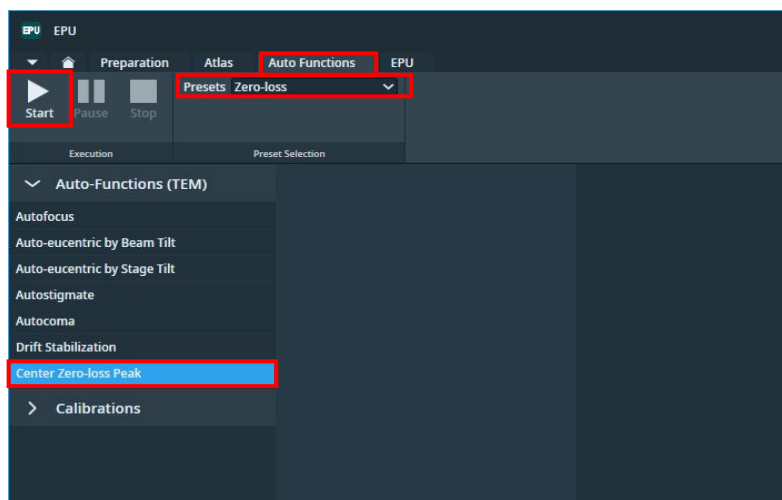 EPU EPU
Preparation Atlas Auto Functions EPU
Presets Zero-loss
Start Pause Stop
Execution Preset Selection
Auto-Functions (TEM)
Autofocus
Auto-eucentric by Beam Tilt
Auto-eucentric by Stage Tilt
Autostigmate
Autocoma
Drift Stabilization
Center Zero-loss Peak
Calibrations